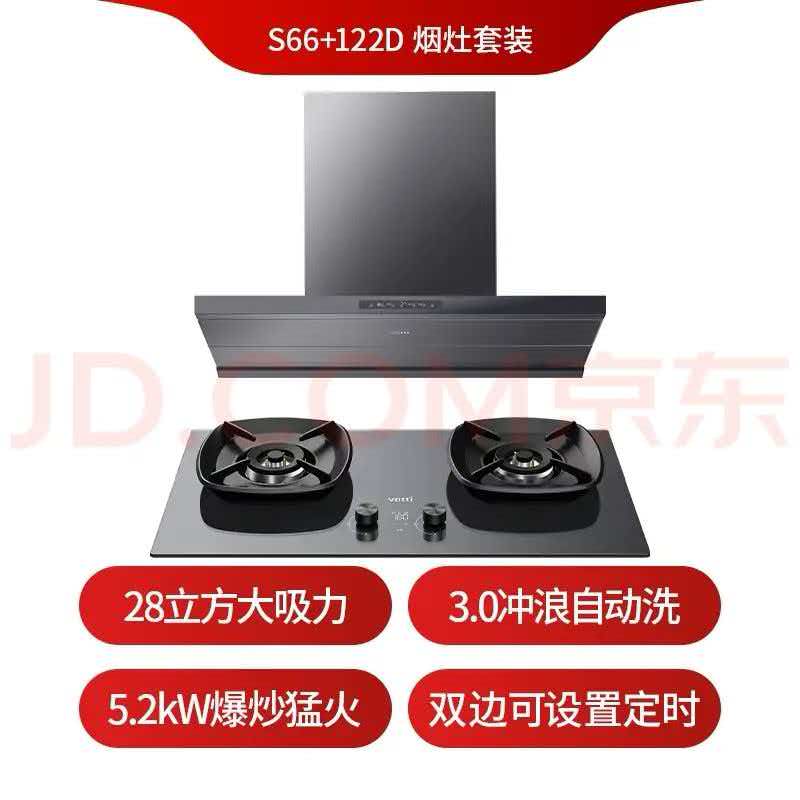 S66+122D 烟灶套装
JD.COM京东
vatti
28立方大吸力
3.0冲浪自动洗
5.2kW爆炒猛火
双边可设置定时